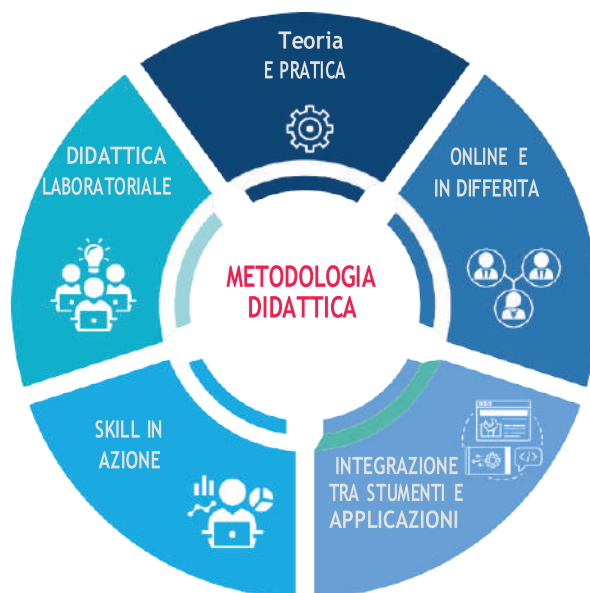 Teoria
E PRATICA
ONLINE E
IN DIFFERITA
INTEGRAZIONE
TRA STUMENTI E
APPLICAZIONI
SKILL IN
AZIONE
DIDATTICA
LABORATORIALE
METODOLOGIA
DIDATTICA